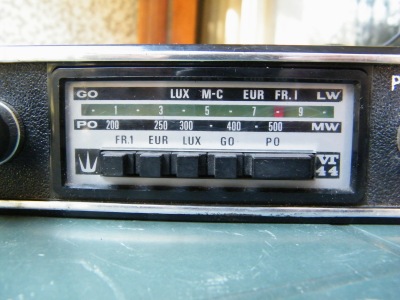 GO LUX M-C EUR FR.I LW
1 · 3 · 5 · 7 · 9
PO 200 250 300 · 400 · 500 MW
FR.1 EUR LUX GO PO
VT
44
P